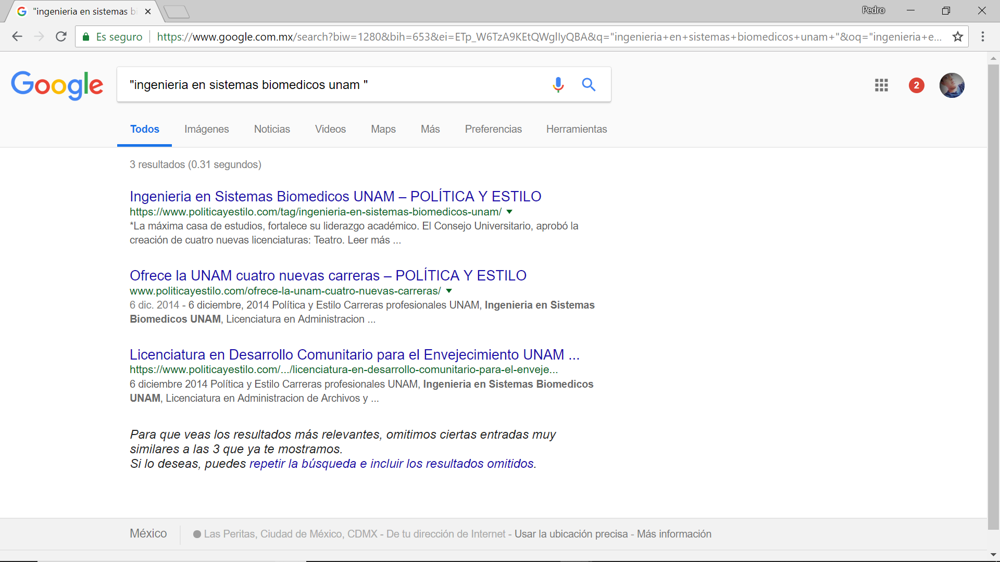 "ingenieria en sistemas bi
Pedro
Es seguro
https://www.google.com.mx/search?biw=1280&bih=653&ei=ETp_W6TzA9KEtQWglIyQBA&q="ingenieria+en+sistemas+biomedicos+unam+"&oq="ingenieria+e...
Google
"ingenieria en sistemas biomedicos unam "
2
Todos Imágenes Noticias Videos Maps Más Preferencias Herramientas
3 resultados (0.31 segundos)
Ingenieria en Sistemas Biomedicos UNAM – POLÍTICA Y ESTILO
https://www.politicayestilo.com/tag/ingenieria-en-sistemas-biomedicos-unam/
*La máxima casa de estudios, fortalece su liderazgo académico. El Consejo Universitario, aprobó la
creación de cuatro nuevas licenciaturas: Teatro. Leer más ...
Ofrece la UNAM cuatro nuevas carreras – POLÍTICA Y ESTILO
www.politicayestilo.com/ofrece-la-unam-cuatro-nuevas-carreras/
6 dic. 2014 - 6 diciembre, 2014 Política y Estilo Carreras profesionales UNAM, Ingenieria en Sistemas
Biomedicos UNAM, Licenciatura en Administracion ...
Licenciatura en Desarrollo Comunitario para el Envejecimiento UNAM ...
https://www.politicayestilo.com/.../licenciatura-en-desarrollo-comunitario-para-el-enveje...
6 diciembre 2014 Política y Estilo Carreras profesionales UNAM, Ingenieria en Sistemas Biomedicos
UNAM, Licenciatura en Administracion de Archivos y ...
Para que veas los resultados más relevantes, omitimos ciertas entradas muy
similares a las 3 que ya te mostramos.
Si lo deseas, puedes repetir la búsqueda e incluir los resultados omitidos.
México
Las Peritas, Ciudad de México, CDMX - De tu dirección de Internet - Usar la ubicación precisa - Más información